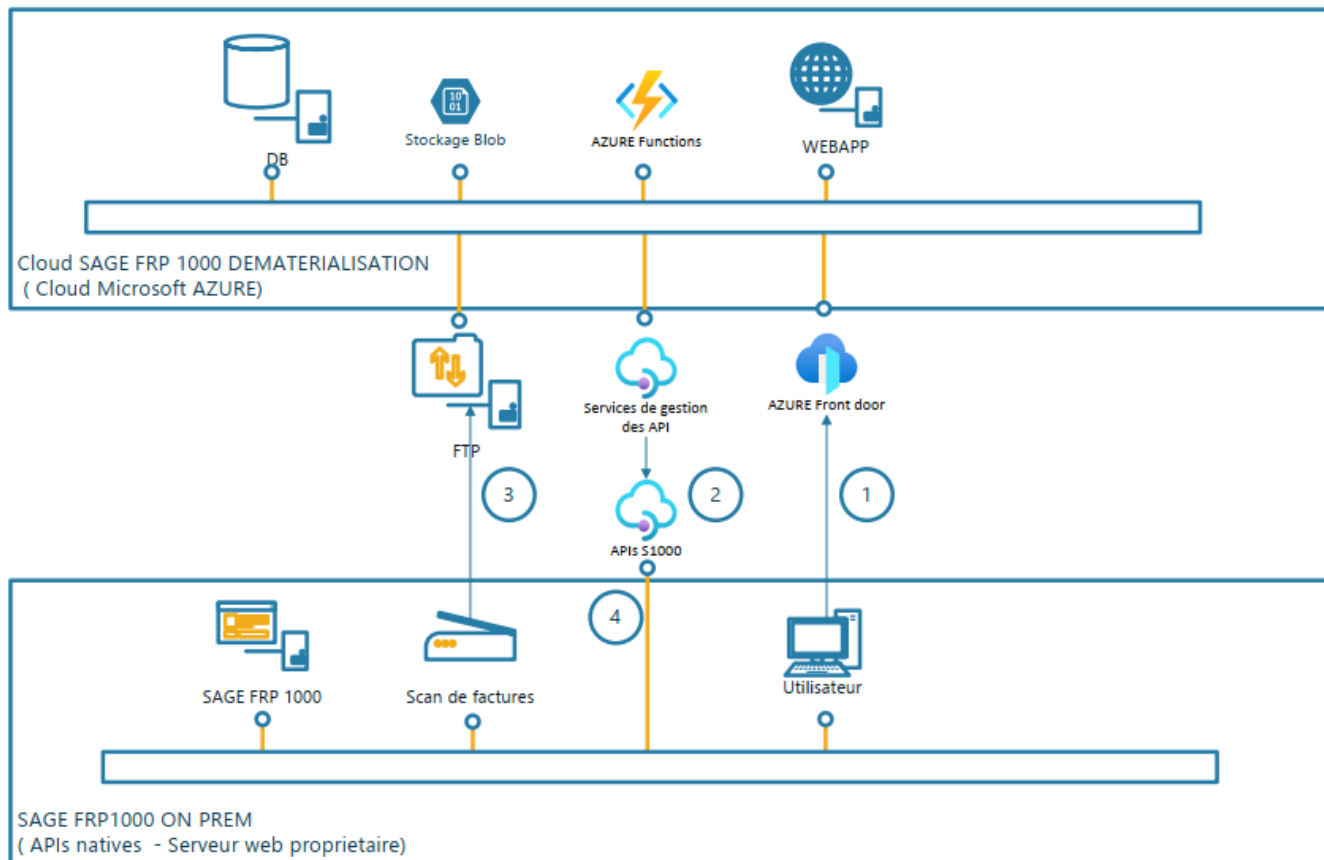 10
01
DB
Stockage Blob
AZURE Functions
WEBAPP
Cloud SAGE FRP 1000 DEMATERIALISATION
( Cloud Microsoft AZURE)
FTP
Services de gestion
des API
AZURE Front door
3
2
1
APIs S1000
4
SAGE FRP 1000
Scan de factures
Utilisateur
SAGE FRP1000 ON PREM
( APIs natives - Serveur web proprietaire)